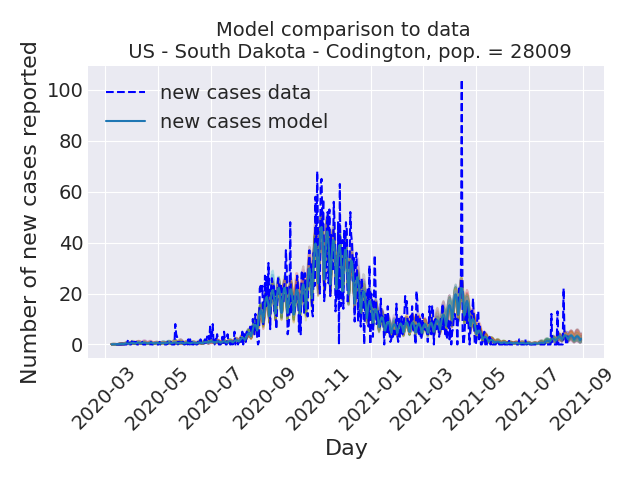 Model comparison to data
US - South Dakota - Codington, pop. = 28009
Number of new cases reported
100
80
60
40
20
0
new cases data
new cases model
2020-03
2020-05
2020-07
2020-09
2020-11
2021-01
2021-03
2021-05
2021-07
2021-09
Day